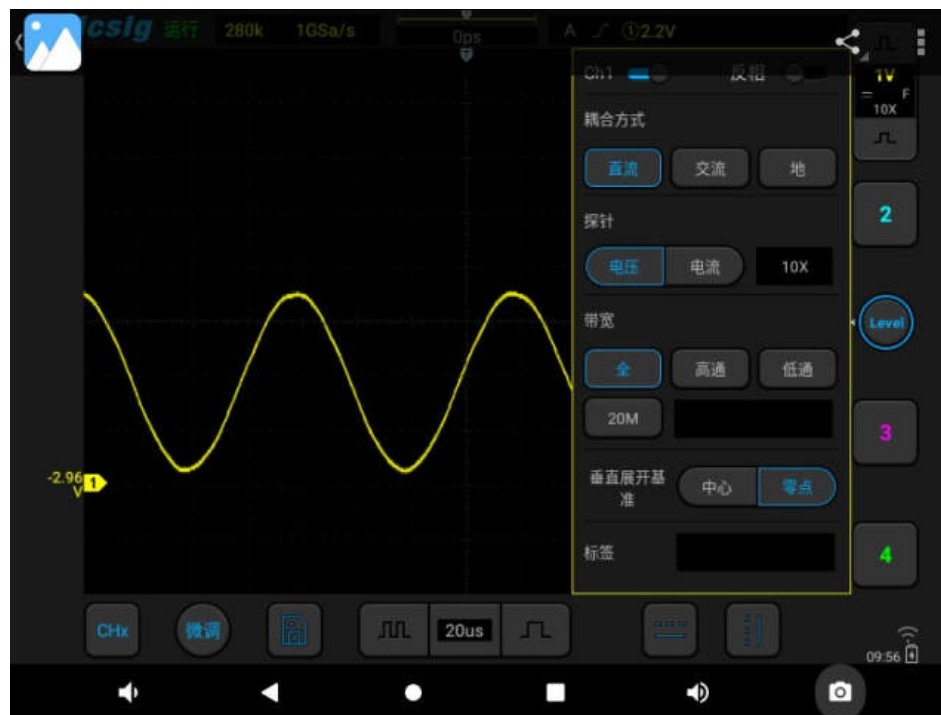 icsig 运行 280k 1GSa/s 0ps A ①2.2V
Ch1 反相
1V
F
10X
耦合方式
直流 交流 地
2
探针
电压 电流 10X
带宽
Level
全 高通 低通
20M
3
-2.96
V
1
垂直展开基
准
中心 零点
标签
4
CHx 微调 20us
09:56